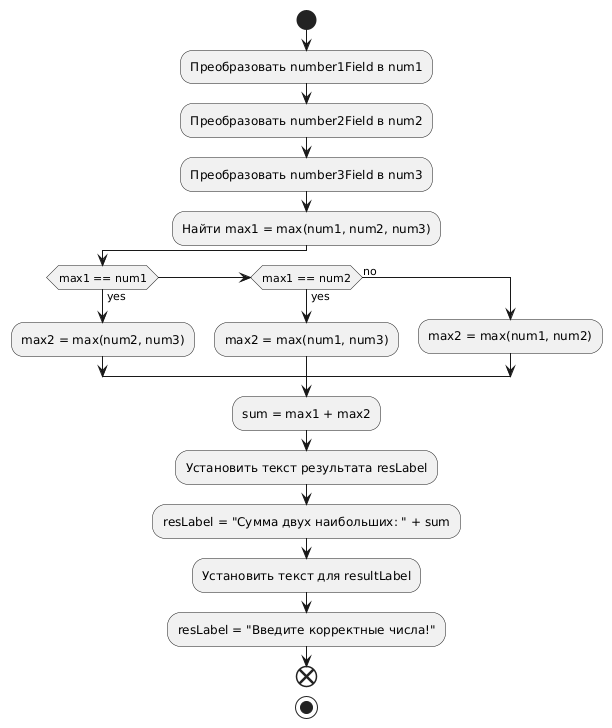 Преобразовать number1Field в num1
Преобразовать number2Field в num2
Преобразовать number3Field в num3
Найти max1 = max(num1, num2, num3)
max1 == num1
max1 == num2
no
yes
yes
max2 = max(num2, num3)
max2 = max(num1, num3)
max2 = max(num1, num2)
sum = max1 + max2
Установить текст результата resLabel
resLabel = "Сумма двух наибольших: " + sum
Установить текст для resultLabel
resLabel = "Введите корректные числа!"